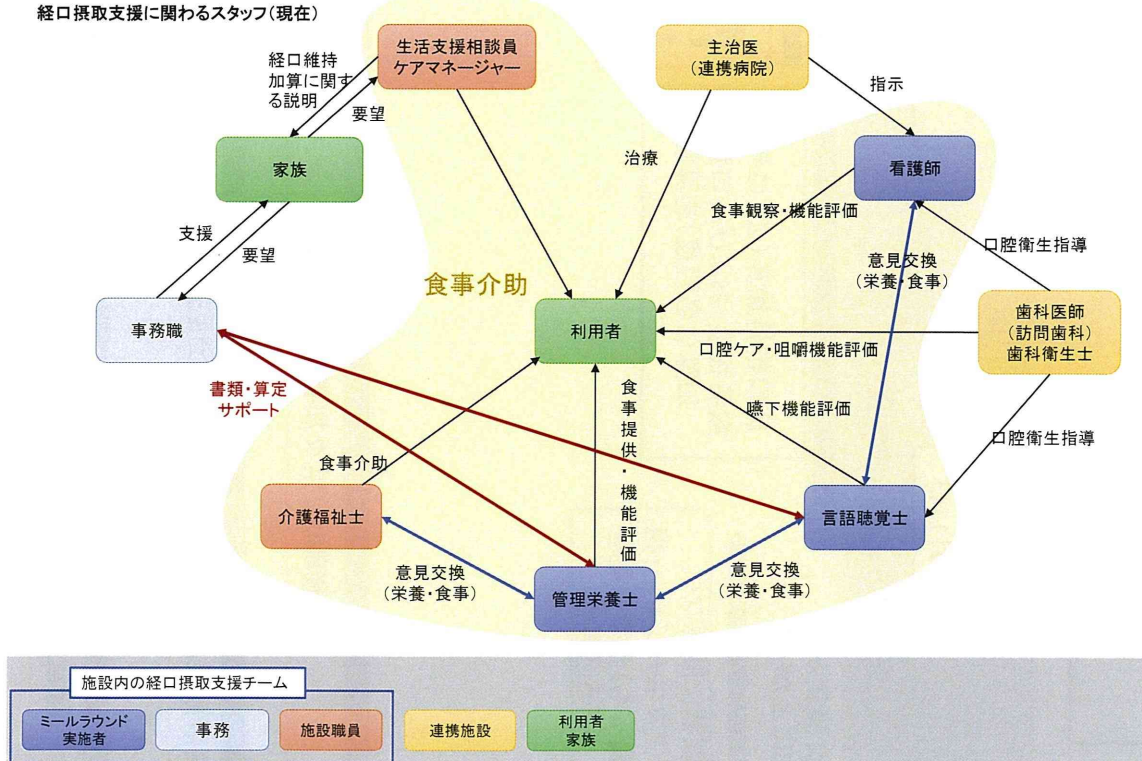 経口摂取支援に関わるスタッフ(現在)
生活支援相談員
ケアマネージャー
主治医
(連携病院)
経口維持
加算に関す
る説明
要望
指示
家族
治療
看護師
食事観察・機能評価
支援
要望
口腔衛生指導
意見交換
(栄養・食事)
食事介助
事務職
利用者
歯科医師
(訪問歯科)
歯科衛生士
口腔ケア・咀嚼機能評価
書類・算定
サポート
食事提供・機能評価
嚥下機能評価
口腔衛生指導
食事介助
介護福祉士
言語聴覚士
意見交換
(栄養・食事)
意見交換
(栄養・食事)
管理栄養士
施設内の経口摂取支援チーム
ミールラウンド
実施者
事務
施設職員
連携施設
利用者
家族